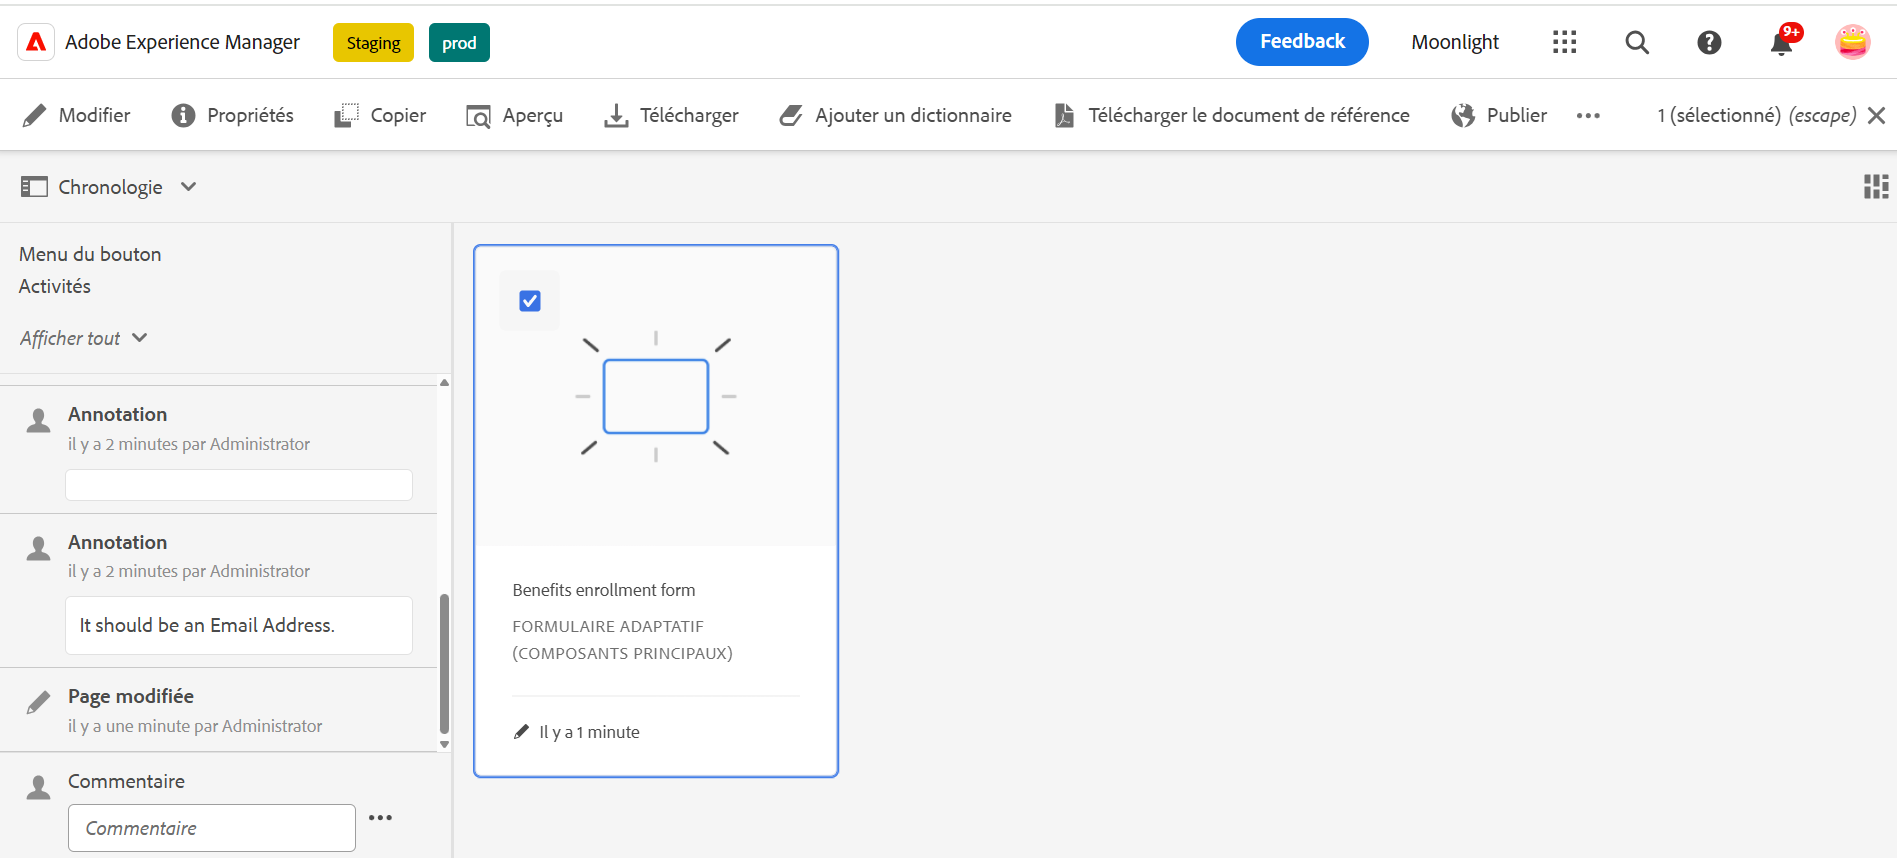 Adobe Experience Manager
Staging
prod
Feedback
Moonlight
9+
Modifier
Propriétés
Copier
Aperçu
Télécharger
Ajouter un dictionnaire
Télécharger le document de référence
Publier
1 (sélectionné) (escape)
Chronologie
Menu du bouton
Activités
Afficher tout
Annotation
il y a 2 minutes par Administrator
Annotation
il y a 2 minutes par Administrator
It should be an Email Address.
Page modifiée
il y a une minute par Administrator
Commentaire
Commentaire
Benefits enrollment form
FORMULAIRE ADAPTATIF
(COMPOSANTS PRINCIPAUX)
Il y a 1 minute